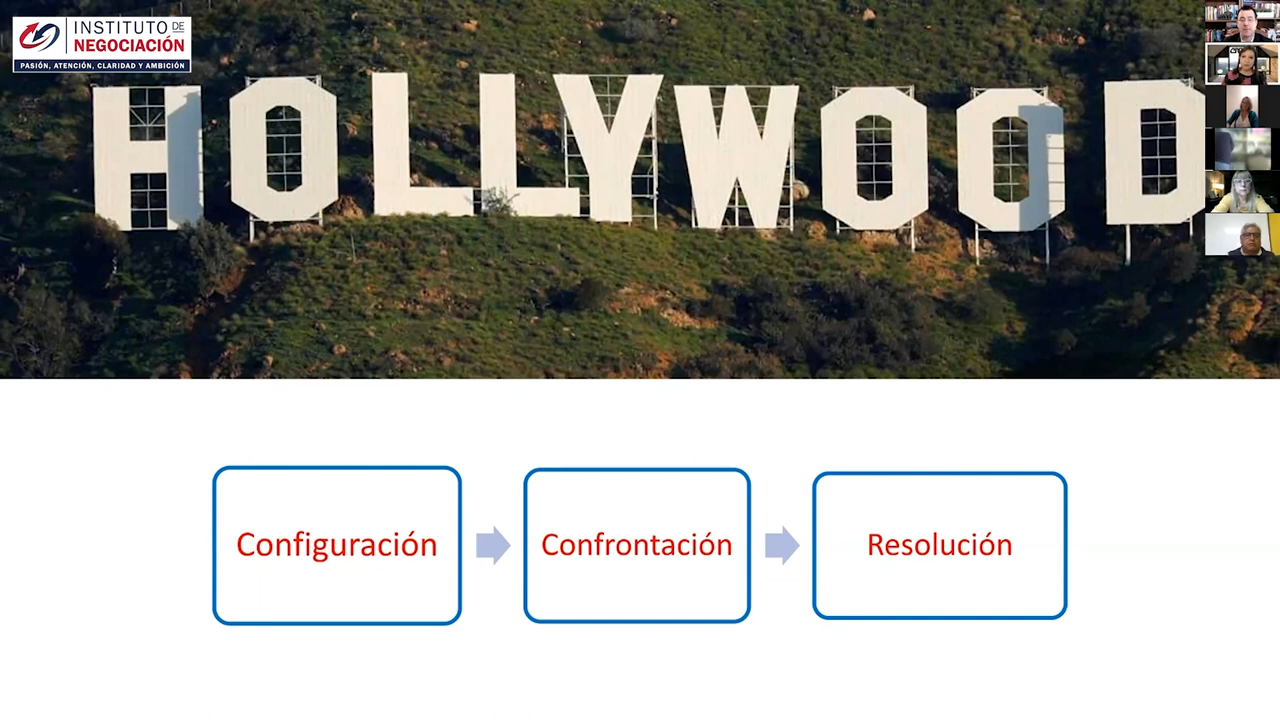 INSTITUTO DE
NEGOCIACIÓN
PASIÓN, ATENCIÓN, CLARIDAD Y AMBICIÓN
HOLLYWOOD
Configuración
Confrontación
Resolución